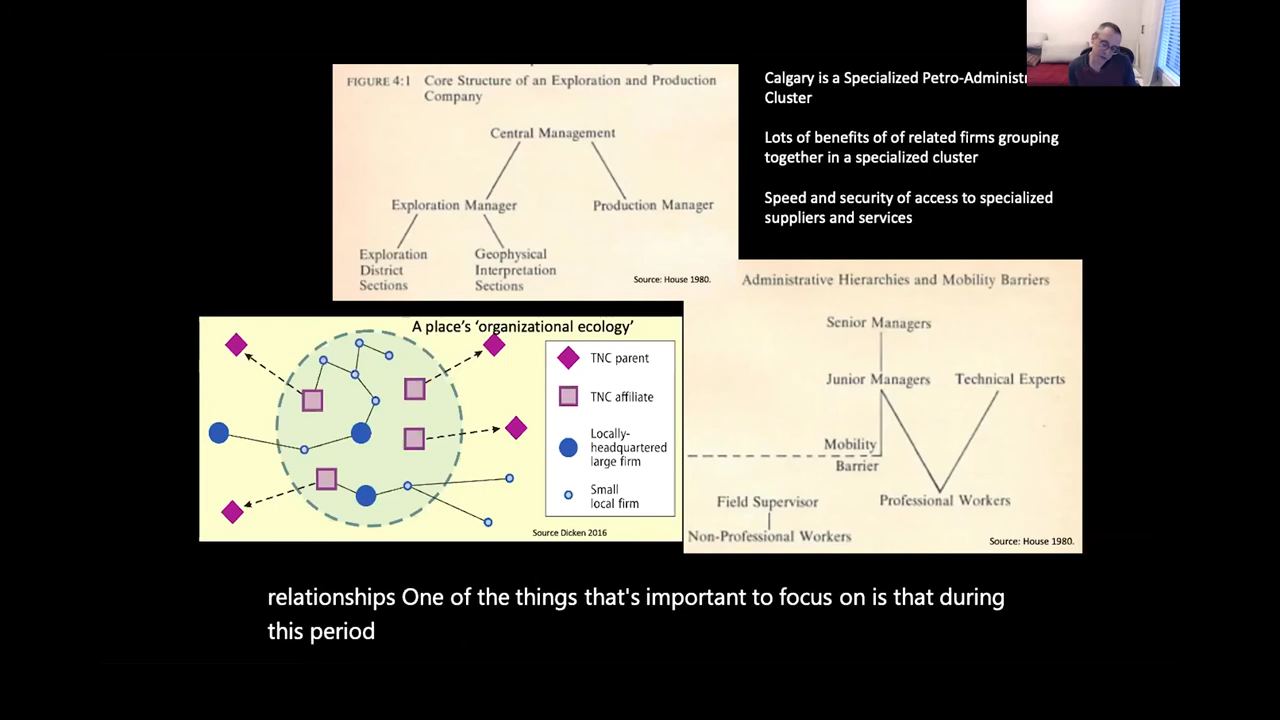 FIGURE 4:1 Core Structure of an Exploration and Production
Company
Central Management
Exploration Manager
Production Manager
Exploration
District
Sections
Geophysical
Interpretation
Sections
Source: House 1980.
Calgary is a Specialized Petro-Administr
Cluster
Lots of benefits of of related firms grouping
together in a specialized cluster
Speed and security of access to specialized
suppliers and services
A place's 'organizational ecology'
TNC parent
TNC affiliate
Locally-
headquartered
large firm
Small
local firm
Source Dicken 2016
Administrative Hierarchies and Mobility Barriers
Senior Managers
Junior Managers
Technical Experts
Mobility
Barrier
Field Supervisor
Professional Workers
Non-Professional Workers
Source: House 1980.
relationships One of the things that's important to focus on is that during
this period